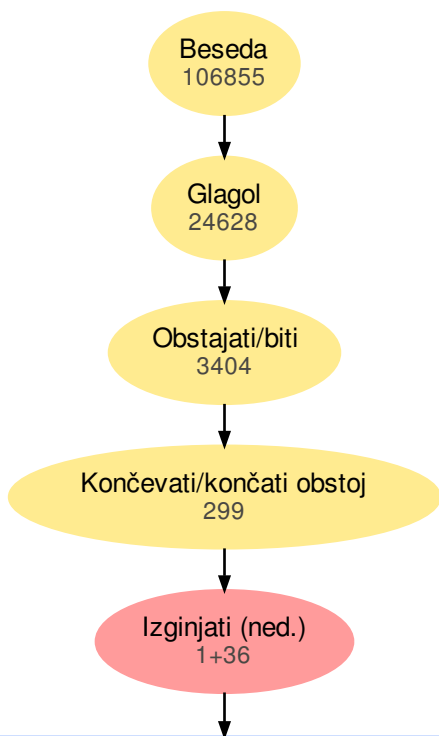 Beseda
106855
Glagol
24628
Obstajati/biti
3404
Končevati/končati obstoj
299
Izginjati (ned.)
1+36